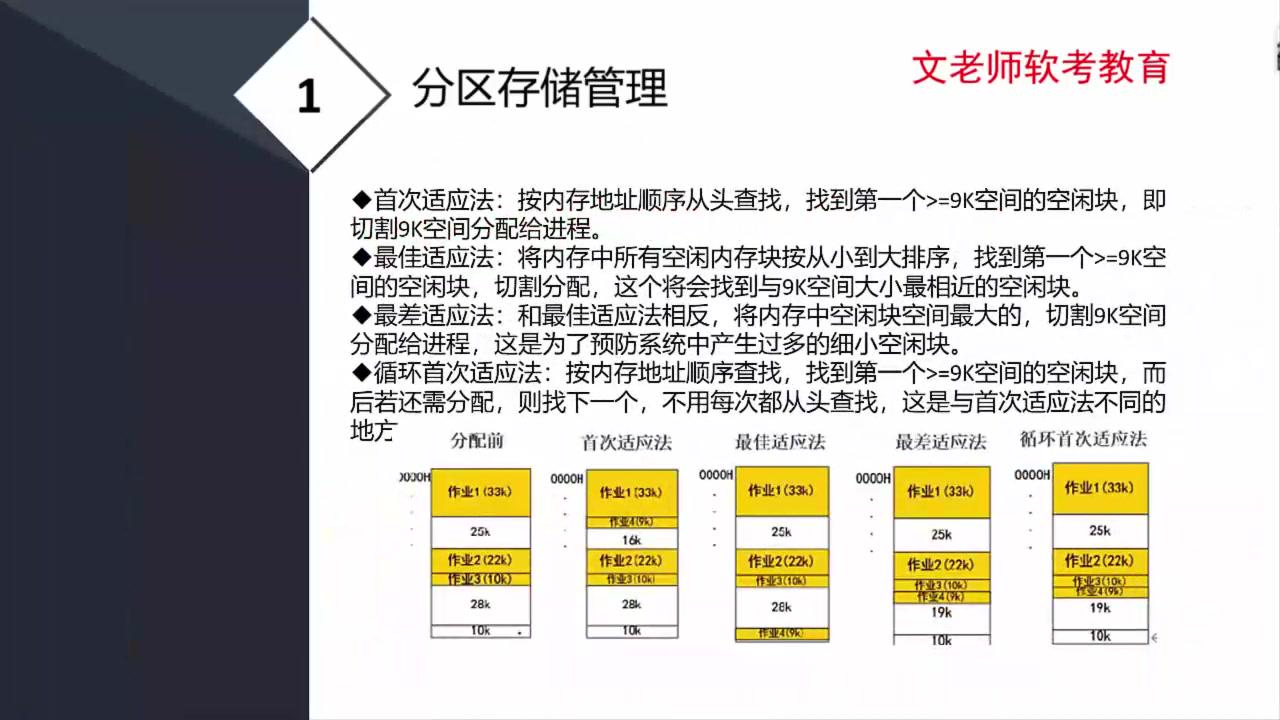 1
分区存储管理
文老师软考教育
◆首次适应法：按内存地址顺序从头查找，找到第一个>=9K空间的空闲块，即
切割9K空间分配给进程。
◆最佳适应法：将内存中所有空闲内存块按从小到大排序，找到第一个>=9K空
间的空闲块，切割分配，这个将会找到与9K空间大小最相近的空闲块。
◆最差适应法：和最佳适应法相反，将内存中空闲块空间最大的，切割9K空间
分配给进程，这是为了预防系统中产生过多的细小空闲块。
◆循环首次适应法：按内存地址顺序查找，找到第一个>=9K空间的空闲块，而
后若还需分配，则找下一个，不用每次都从头查找，这是与首次适应法不同的
地方
分配前
0000H
作业1(33k)
25k
作业2(22k)
作业3(10k)
28k
10k
首次适应法
0000H
作业1(33k)
作业4(9k)
16k
作业2(22k)
作业3(10k)
28k
10k
最佳适应法
0000H
作业1(33k)
25k
作业2(22k)
作业3(10k)
28k
作业4(9k)
最差适应法
0000H
作业1(33k)
25k
作业2(22k)
作业3(10k)
作业4(9k)
19k
10k
循环首次适应法
0000H
作业1(33k)
25k
作业2(22k)
作业3(10k)
作业4(9k)
19k
10k